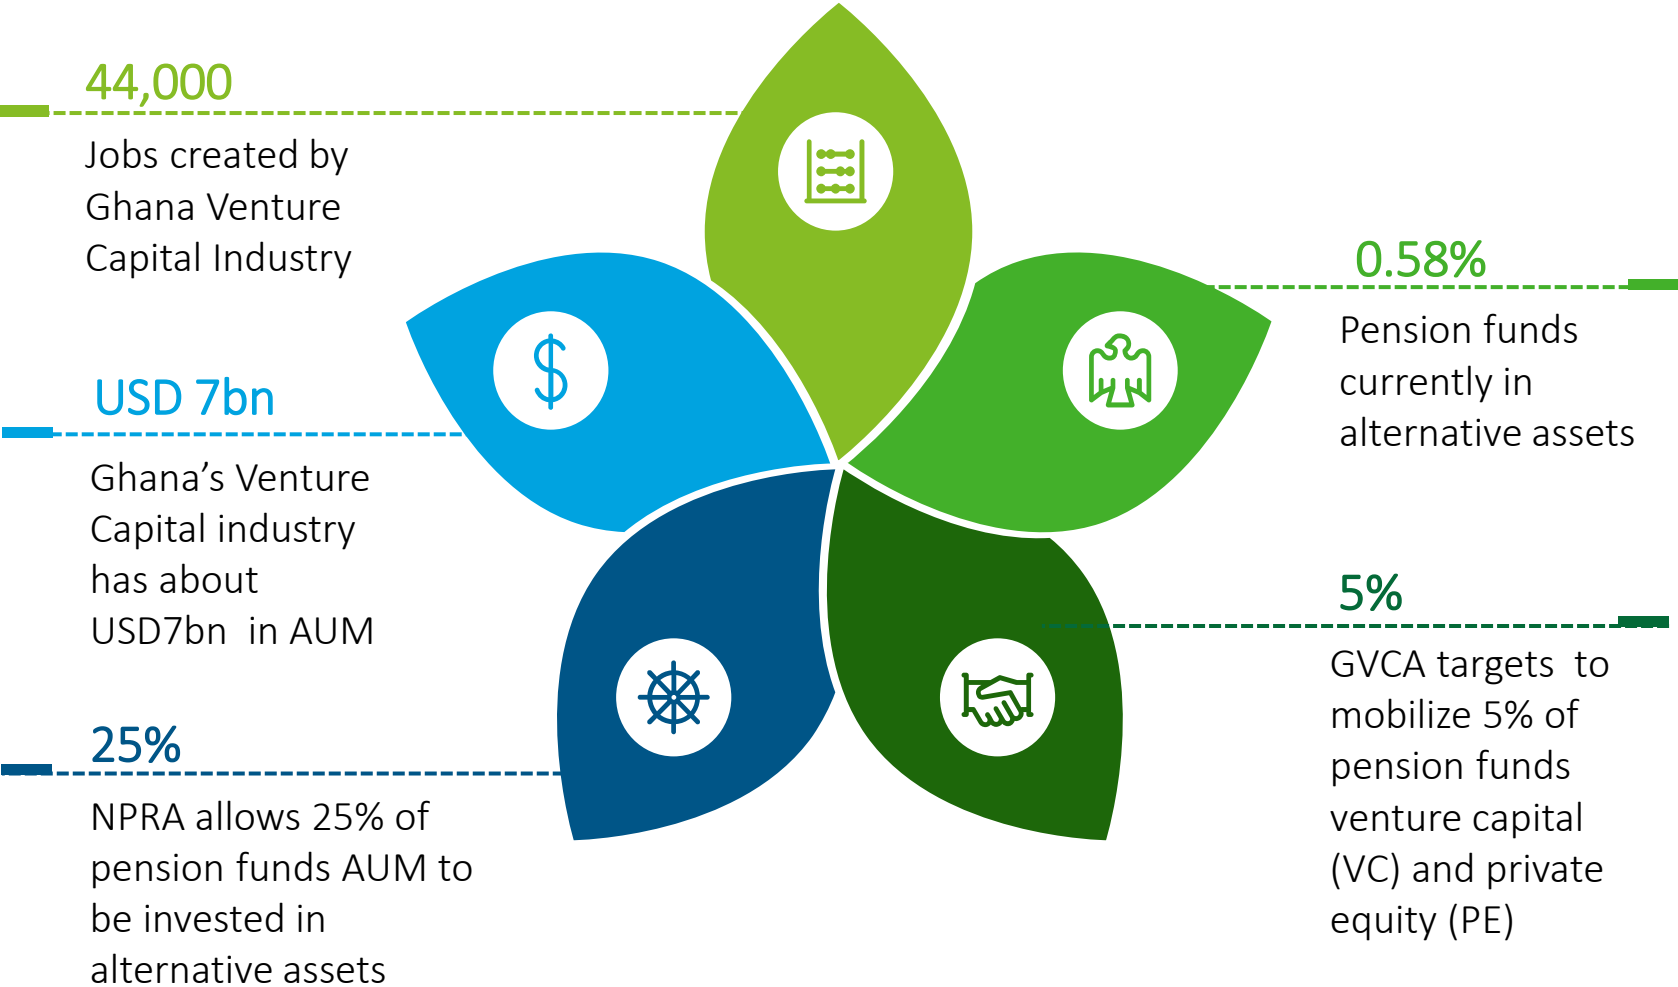 44,000
Jobs created by
Ghana Venture
Capital Industry
USD 7bn
Ghana’s Venture
Capital industry
has about
USD7bn  in AUM
25%
NPRA allows 25% of
pension funds AUM to
be invested in
alternative assets
0.58%
Pension funds
currently in
alternative assets
5%
GVCA targets  to
mobilize 5% of
pension funds
venture capital
(VC) and private
equity (PE)